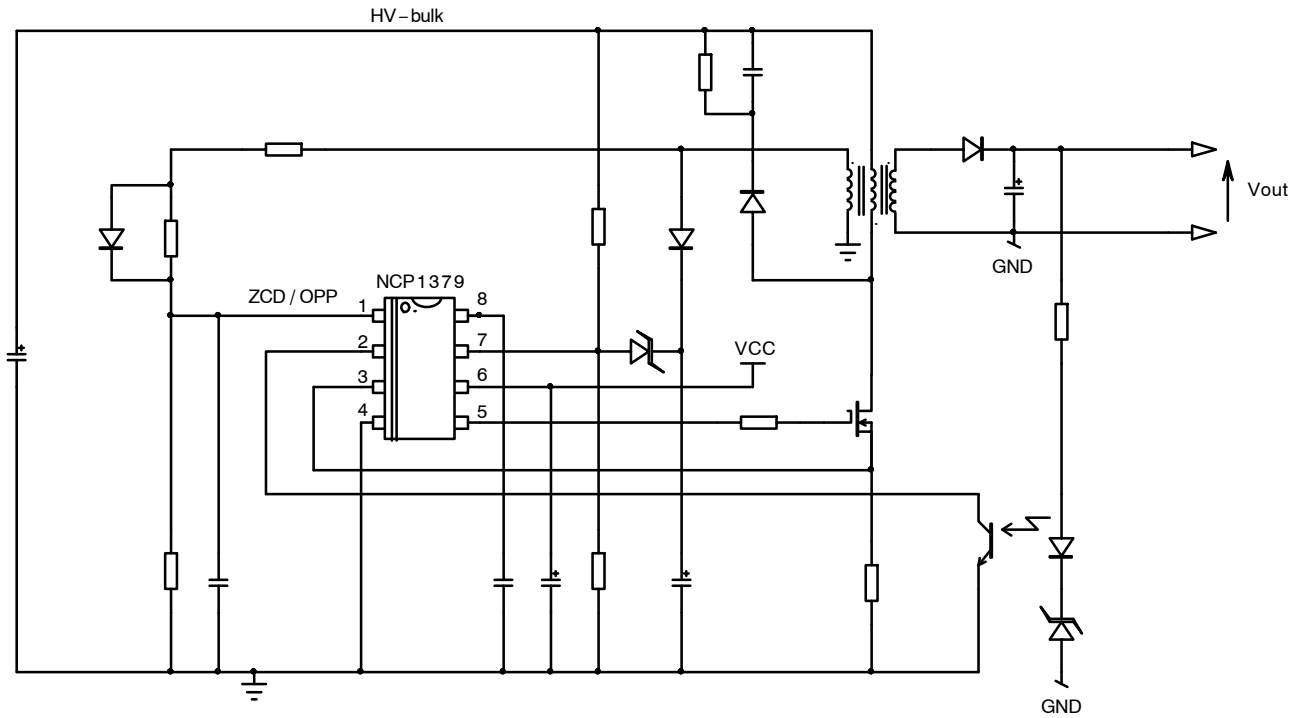 HV-bulk
Vout
GND
NCP1379
ZCD / OPP
1
8
2
7
VCC
3
6
4
5
GND